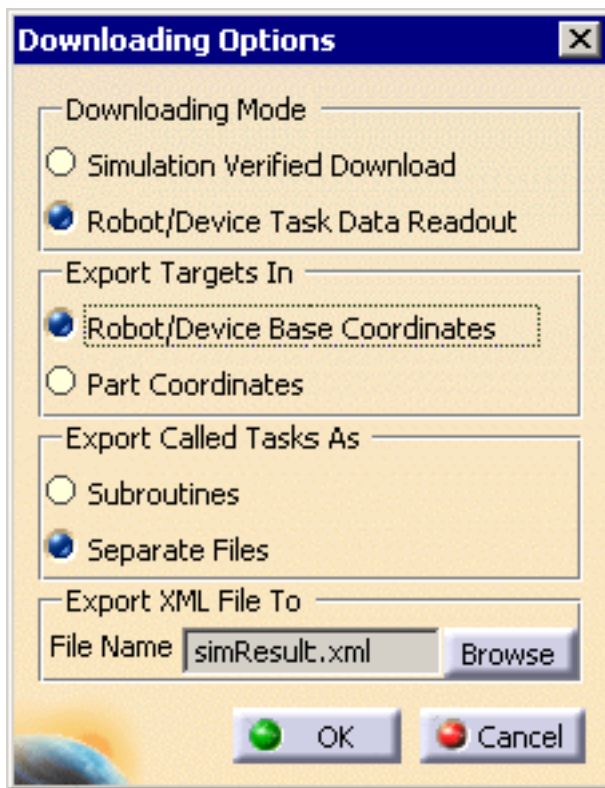 Downloading Options
Downloading Mode
Simulation Verified Download
Robot/Device Task Data Readout
Export Targets In
Robot/Device Base Coordinates
Part Coordinates
Export Called Tasks As
Subroutines
Separate Files
Export XML File To
File Name simResult.xml Browse
OK Cancel